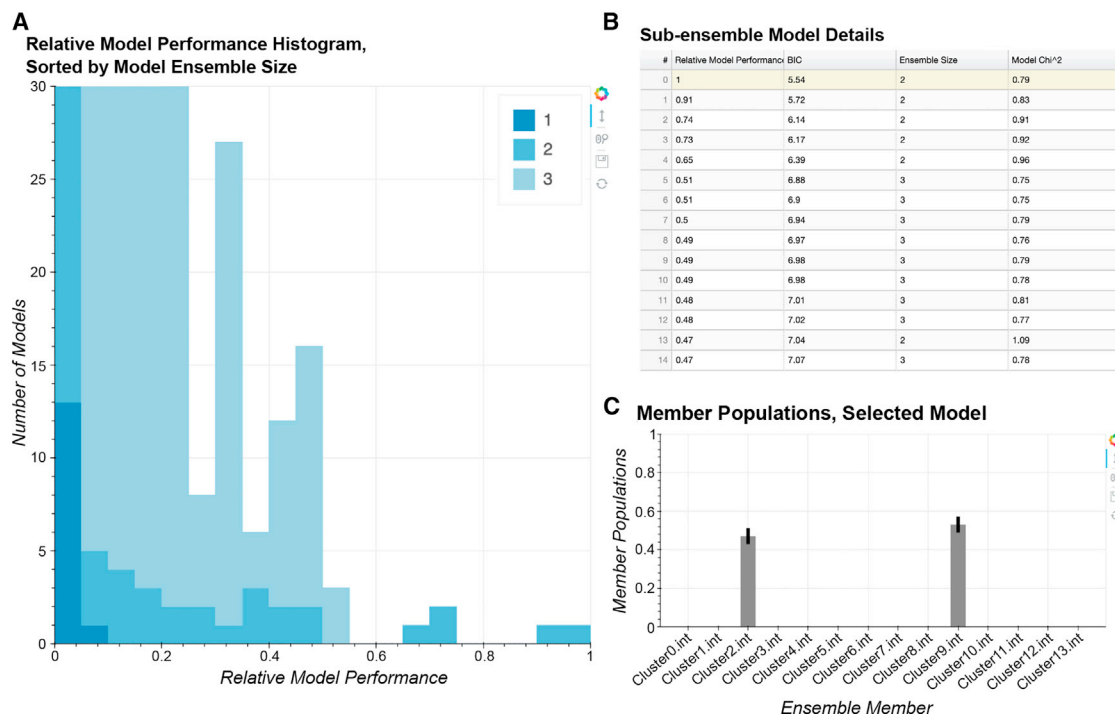 A
Relative Model Performance Histogram,
Sorted by Model Ensemble Size
30
25
20
15
10
5
0
Number of Models
1
2
3
0 0.2 0.4 0.6 0.8 1
Relative Model Performance
B
Sub-ensemble Model Details
# Relative Model Performance BIC Ensemble Size Model Chi^2
0 1 5.54 2 0.79
1 0.91 5.72 2 0.83
2 0.74 6.14 2 0.91
3 0.73 6.17 2 0.92
4 0.65 6.39 2 0.96
5 0.51 6.88 3 0.75
6 0.51 6.9 3 0.75
7 0.5 6.94 3 0.79
8 0.49 6.97 3 0.76
9 0.49 6.98 3 0.79
10 0.49 6.98 3 0.78
11 0.48 7.01 3 0.81
12 0.48 7.02 3 0.77
13 0.47 7.04 2 1.09
14 0.47 7.07 3 0.78
C
Member Populations, Selected Model
1
0.8
0.6
0.4
0.2
0
Member Populations
Cluster0.int
Cluster1.int
Cluster2.int
Cluster3.int
Cluster4.int
Cluster5.int
Cluster6.int
Cluster7.int
Cluster8.int
Cluster9.int
Cluster10.int
Cluster11.int
Cluster12.int
Cluster13.int
Ensemble Member